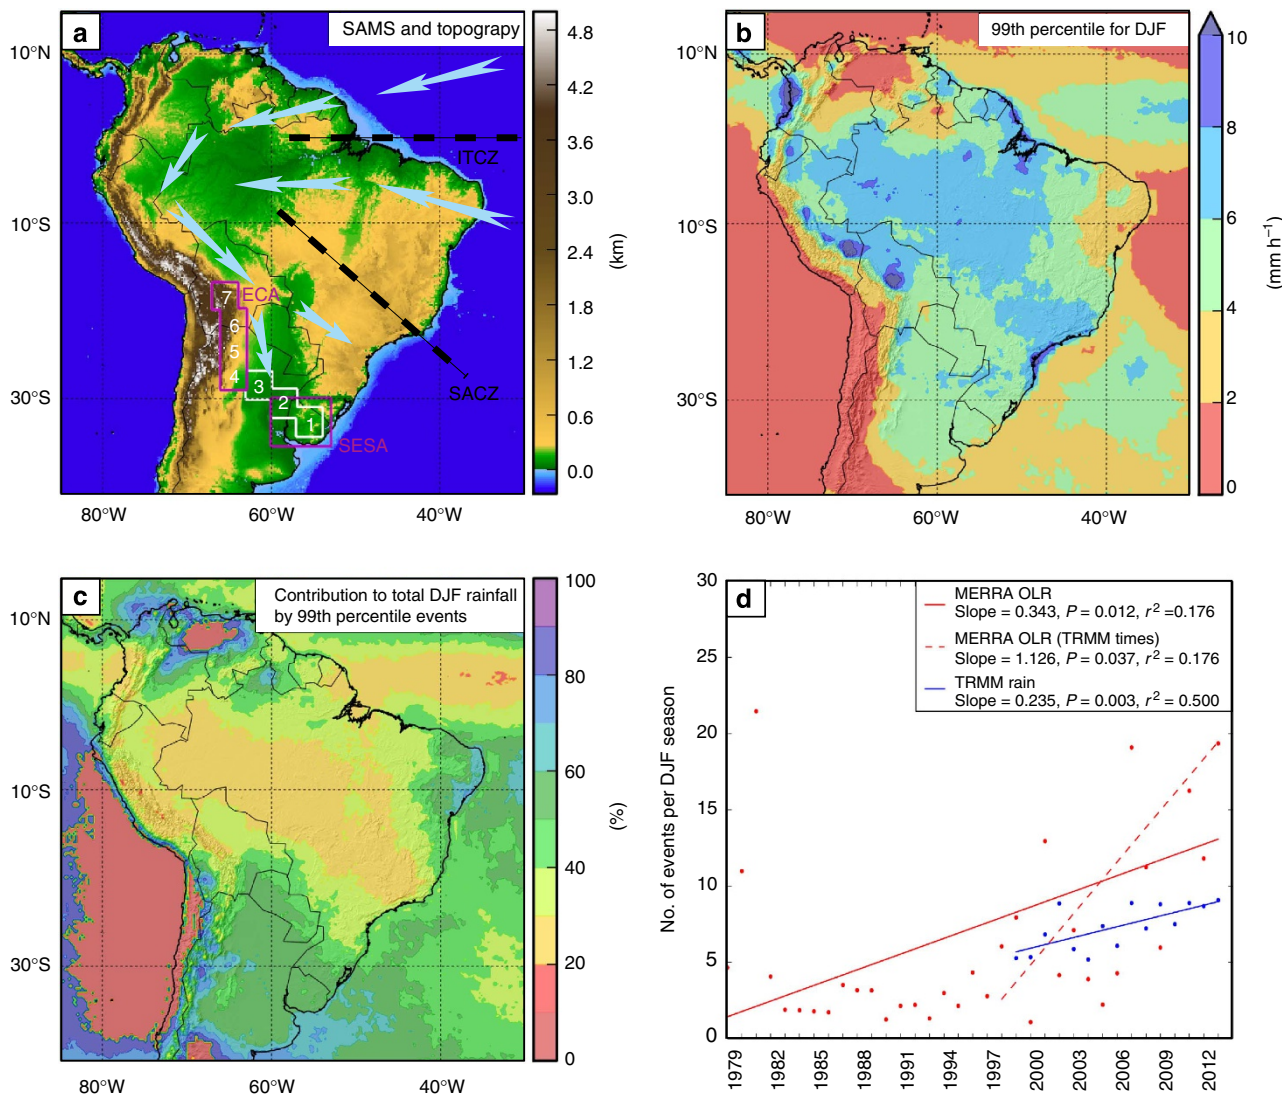 a
SAMS and topograpy
10°N
10°S
30°S
80°W
60°W
40°W
ITCZ
SACZ
ECA
SESA
7
6
5
4
3
2
1
4.8
4.2
3.6
3.0
2.4
1.8
1.2
0.6
0.0
(km)
b
99th percentile for DJF
10°N
10°S
30°S
80°W
60°W
40°W
10
8
6
4
2
0
(mm h⁻¹)
c
Contribution to total DJF rainfall
by 99th percentile events
10°N
10°S
30°S
80°W
60°W
40°W
100
80
60
40
20
0
(%)
d
MERRA OLR
Slope = 0.343, P = 0.012, r² =0.176
MERRA OLR (TRMM times)
Slope = 1.126, P = 0.037, r² = 0.176
TRMM rain
Slope = 0.235, P = 0.003, r² = 0.500
No. of events per DJF season
30
25
20
15
10
5
0
1979
1982
1985
1988
1991
1994
1997
2000
2003
2006
2009
2012